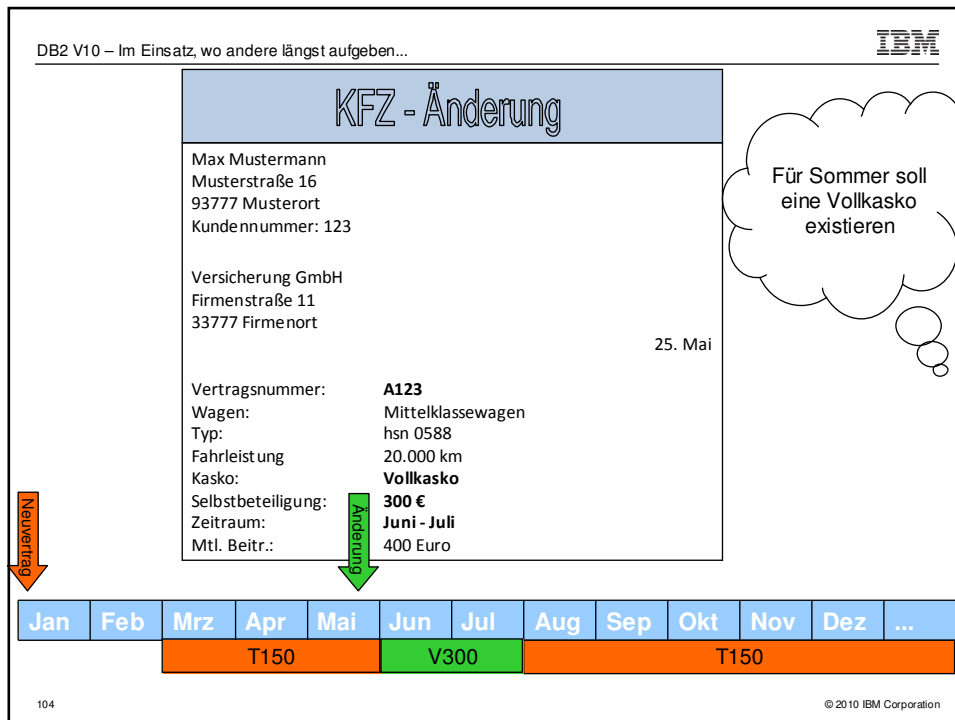 DB2 V10 – Im Einsatz, wo andere längst aufgeben...
IBM
KFZ - Änderung
Max Mustermann
Musterstraße 16
93777 Musterort
Kundennummer: 123
Versicherung GmbH
Firmenstraße 11
33777 Firmenort
25. Mai
Vertragsnummer: A123
Wagen: Mittelklassewagen
Typ: hsn 0588
Fahrleistung 20.000 km
Kasko: Vollkasko
Selbstbeteiligung: 300 €
Zeitraum: Juni - Juli
Mtl. Beitr.: 400 Euro
Für Sommer soll
eine Vollkasko
existieren
Neuvertrag
Änderung
Jan Feb Mrz Apr Mai Jun Jul Aug Sep Okt Nov Dez ...
T150 V300 T150
104
© 2010 IBM Corporation